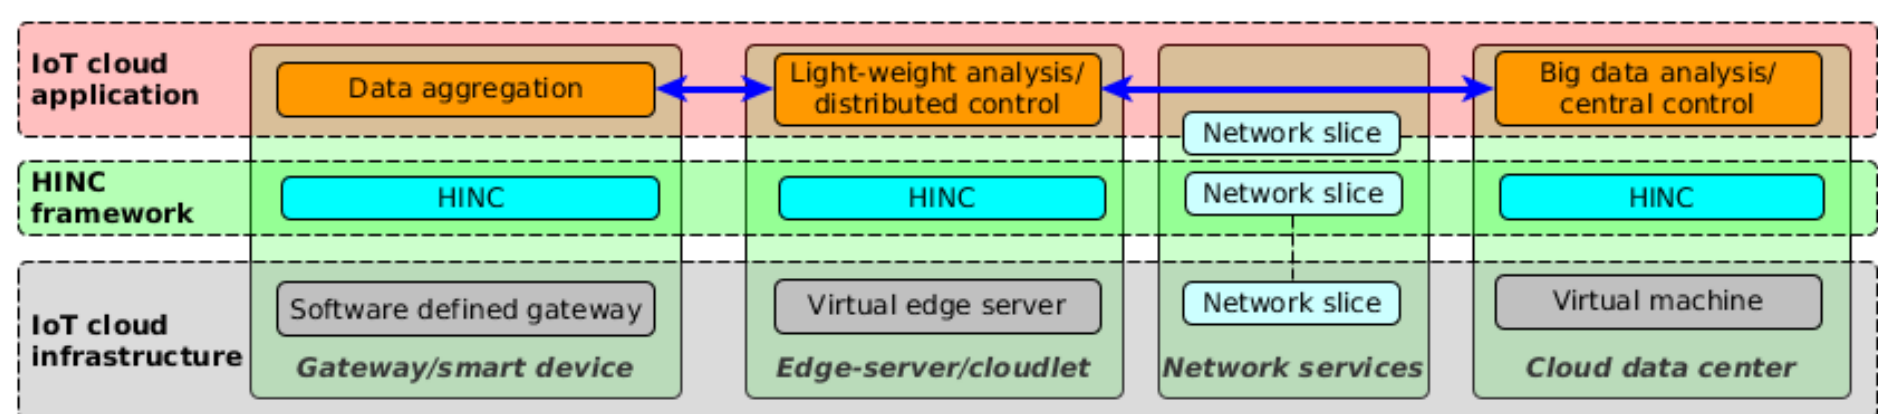 IoT cloud
application
Data aggregation
Light-weight analysis/
distributed control
Big data analysis/
central control
Network slice
HINC
framework
HINC
HINC
Network slice
HINC
IoT cloud
infrastructure
Software defined gateway
Virtual edge server
Network slice
Virtual machine
Gateway/smart device
Edge-server/cloudlet
Network services
Cloud data center